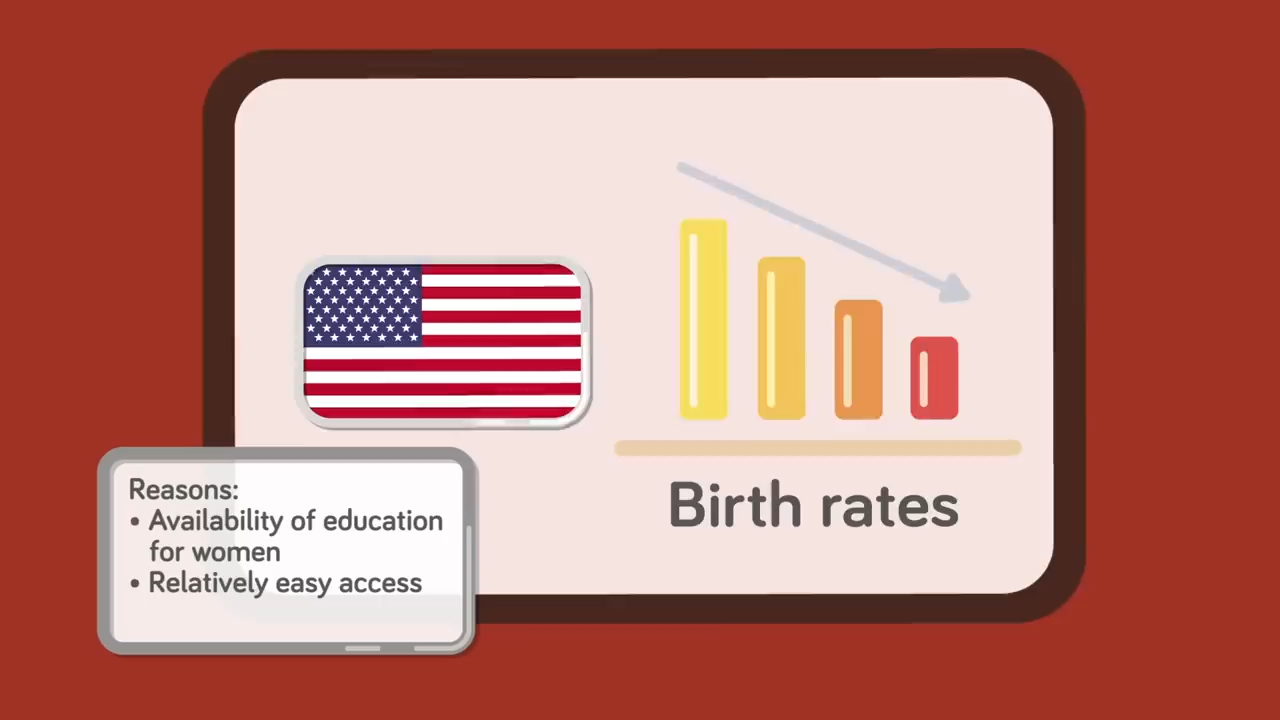 Reasons:
• Availability of education
for women
• Relatively easy access
Birth rates